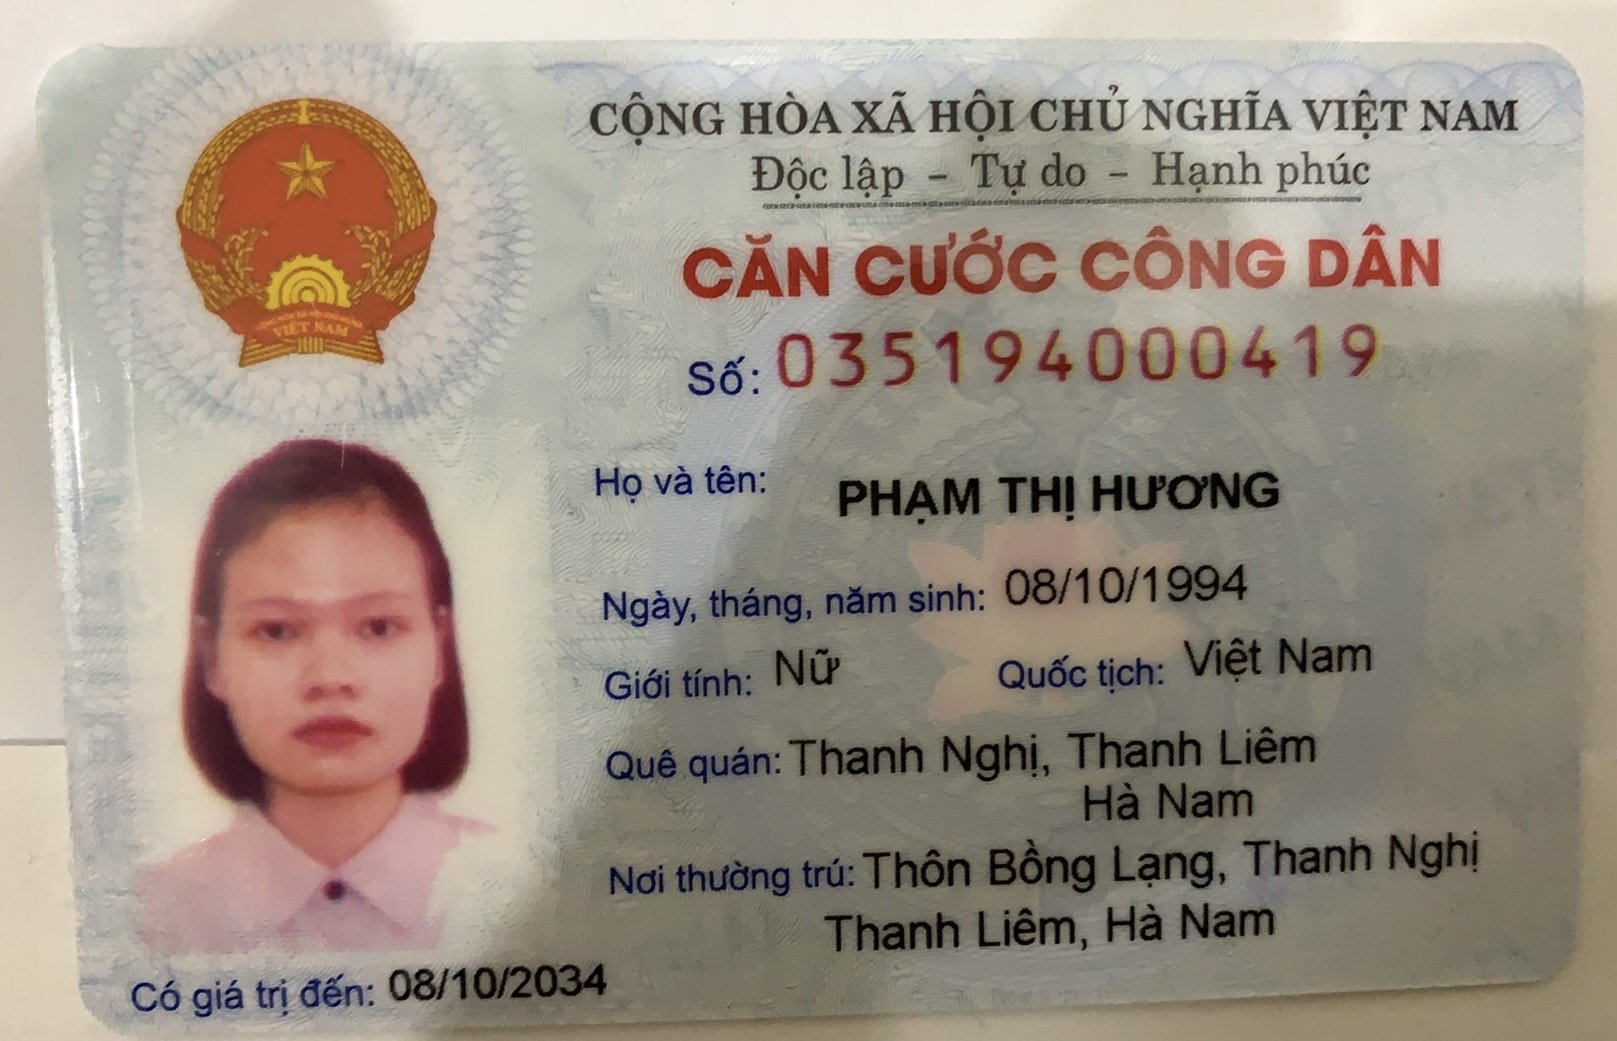 CỘNG HÒA XÃ HỘI CHỦ NGHĨA VIỆT NAM
Độc lập - Tự do - Hạnh phúc
CĂN CƯỚC CÔNG DÂN
Số: 035194000419
Họ và tên: PHẠM THỊ HƯƠNG
Ngày, tháng, năm sinh: 08/10/1994
Giới tính: Nữ Quốc tịch: Việt Nam
Quê quán: Thanh Nghị, Thanh Liêm
Hà Nam
Nơi thường trú: Thôn Bồng Lạng, Thanh Nghị
Thanh Liêm, Hà Nam
Có giá trị đến: 08/10/2034
VIỆT NAM